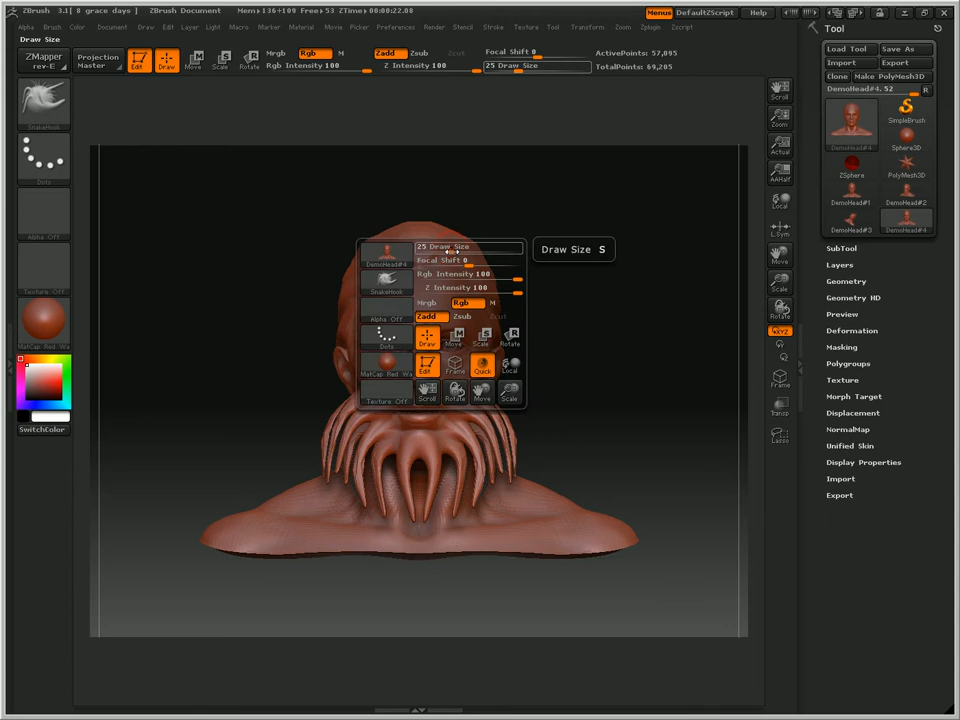 ZBrush 3.1[ 8 grace days ] ZBrush Document Mem▸136+109 Free▸53 ZTime▸00:00:22.08 Menus DefaultZScript Help
Alpha Brush Color Document Draw Edit Layer Light Macro Marker Material Movie Picker Preferences Render Stencil Stroke Texture Tool Transform Zoom Zplugin Zscript
Draw Size
ZMapper
rev-E
Projection
Master
Edit Draw Move Scale Rotate
Mrgb Rgb M
Rgb Intensity 100
Zadd Zsub Zcut
Z Intensity 100
Focal Shift 0
25 Draw Size
ActivePoints: 57,095
TotalPoints: 69,205
SnakeHook
Dots
Alpha Off
Texture Off
MatCap Red Wa
SwitchColor
DemoHead#4
SnakeHook
Alpha Off
Dots
MatCap Red Wa
Texture Off
25 Draw Size
Focal Shift 0
Rgb Intensity 100
Z Intensity 100
Mrgb Rgb M
Zadd Zsub Zcut
Draw Move Scale Rotate
Edit Frame Quick Local
Scroll Rotate Move Scale
Draw Size S
Scroll
Zoom
Actual
AAHalf
Local
L.Sym
Move
Scale
Rotate
XYZ
Frame
Transp
Lasso
Tool
Load Tool Save As
Import Export
Clone Make PolyMesh3D
DemoHead#4. 52 R
DemoHead#4 SimpleBrush
Sphere3D
ZSphere PolyMesh3D
DemoHead#1 DemoHead#2
DemoHead#3 DemoHead#4
SubTool
Layers
Geometry
Geometry HD
Preview
Deformation
Masking
Polygroups
Texture
Morph Target
Displacement
NormalMap
Unified Skin
Display Properties
Import
Export